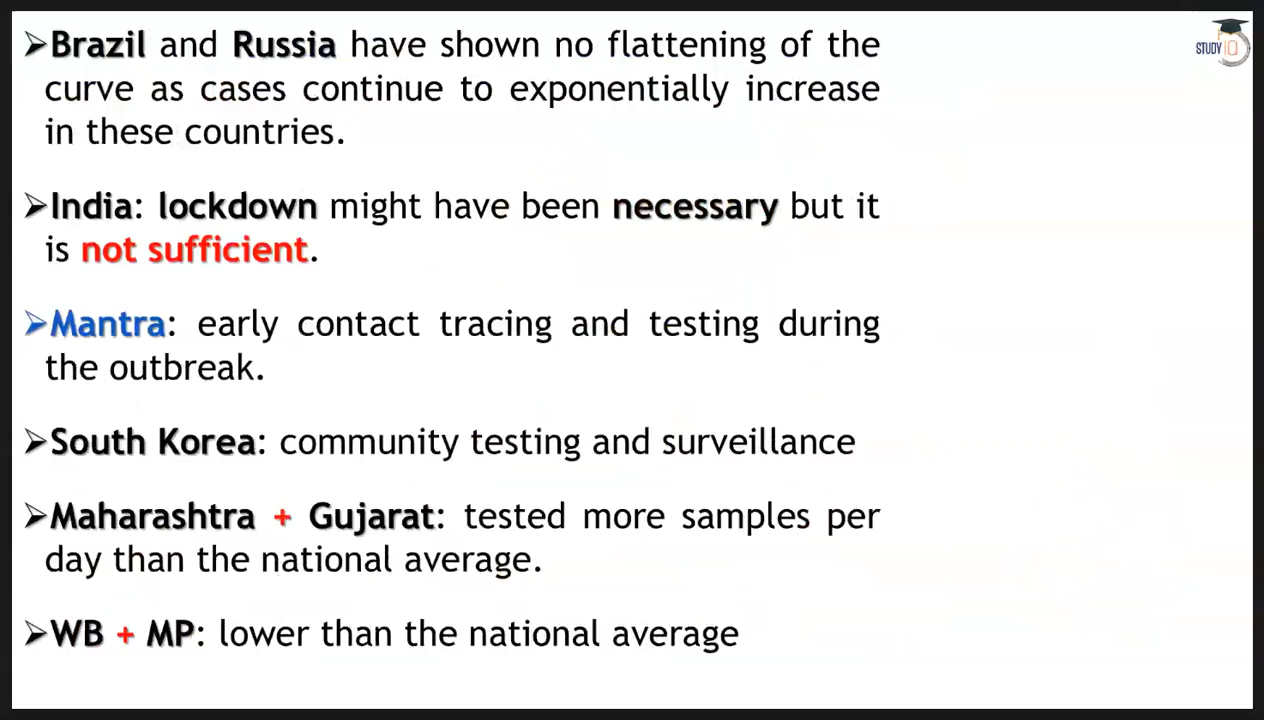 ➢Brazil and Russia have shown no flattening of the
curve as cases continue to exponentially increase
in these countries.
➢India: lockdown might have been necessary but it
is not sufficient.
➢Mantra: early contact tracing and testing during
the outbreak.
➢South Korea: community testing and surveillance
➢Maharashtra + Gujarat: tested more samples per
day than the national average.
➢WB + MP: lower than the national average
STUDY IQ